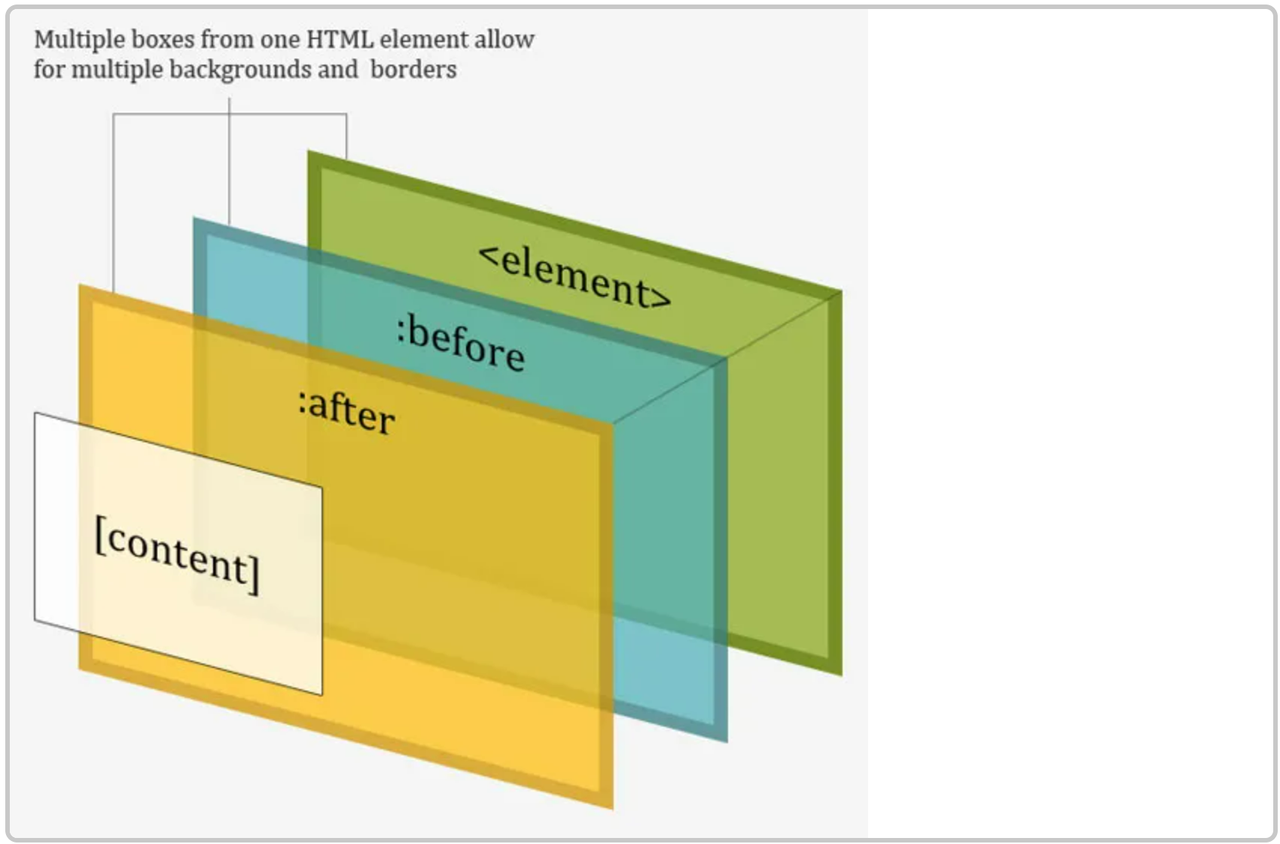 Multiple boxes from one HTML element allow
for multiple backgrounds and borders
<element>
:before
:after
[content]